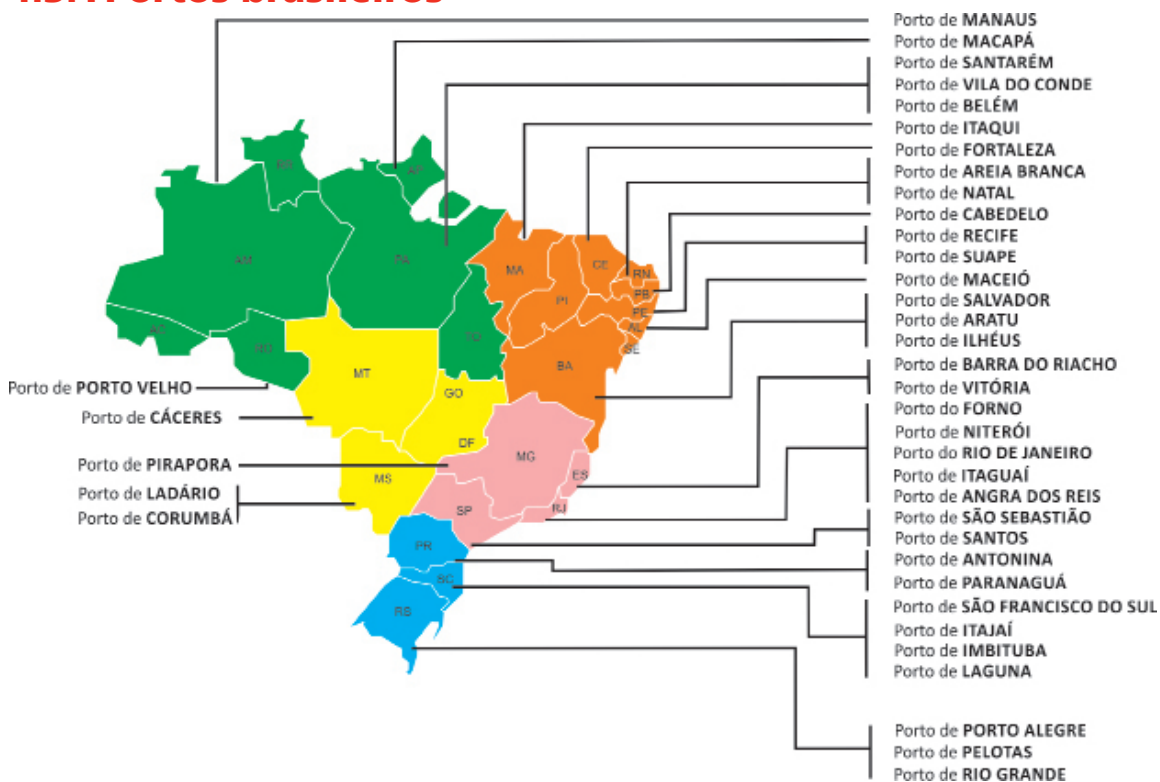 Porto de MANAUS
Porto de MACAPÁ
Porto de SANTARÉM
Porto de VILA DO CONDE
Porto de BELÉM
Porto de ITAQUI
Porto de FORTALEZA
Porto de AREIA BRANCA
Porto de NATAL
Porto de CABEDELO
Porto de RECIFE
Porto de SUAPE
Porto de MACEIÓ
Porto de SALVADOR
Porto de ARATU
Porto de ILHÉUS
Porto de BARRA DO RIACHO
Porto de VITÓRIA
Porto do FORNO
Porto de NITERÓI
Porto do RIO DE JANEIRO
Porto de ITAGUAÍ
Porto de ANGRA DOS REIS
Porto de SÃO SEBASTIÃO
Porto de SANTOS
Porto de ANTONINA
Porto de PARANAGUÁ
Porto de SÃO FRANCISCO DO SUL
Porto de ITAJAÍ
Porto de IMBITUBA
Porto de LAGUNA
Porto de PORTO ALEGRE
Porto de PELOTAS
Porto de RIO GRANDE
Porto de PORTO VELHO
Porto de CÁCERES
Porto de PIRAPORA
Porto de LADÁRIO
Porto de CORUMBÁ
AP
AM
PA
MA
CE
RN
PB
PI
PE
AL
SE
AC
RO
TO
BA
MT
GO
DF
MG
ES
MS
SP
RJ
PR
SC
RS